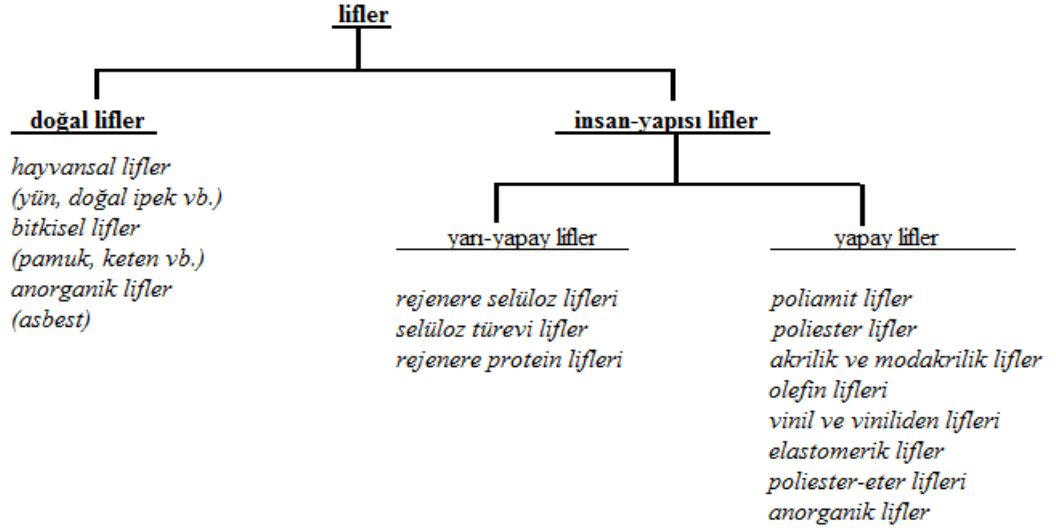 lifler
doğal lifler
hayvansal lifler
(yün, doğal ipek vb.)
bitkisel lifler
(pamuk, keten vb.)
anorganik lifler
(asbest)
insan-yapısı lifler
yarı-yapay lifler
rejenere selüloz lifleri
selüloz türevi lifler
rejenere protein lifleri
yapay lifler
poliamit lifler
poliester lifler
akrilik ve modakrilik lifler
olefin lifleri
vinil ve viniliden lifleri
elastomerik lifler
poliester-eter lifleri
anorganik lifler